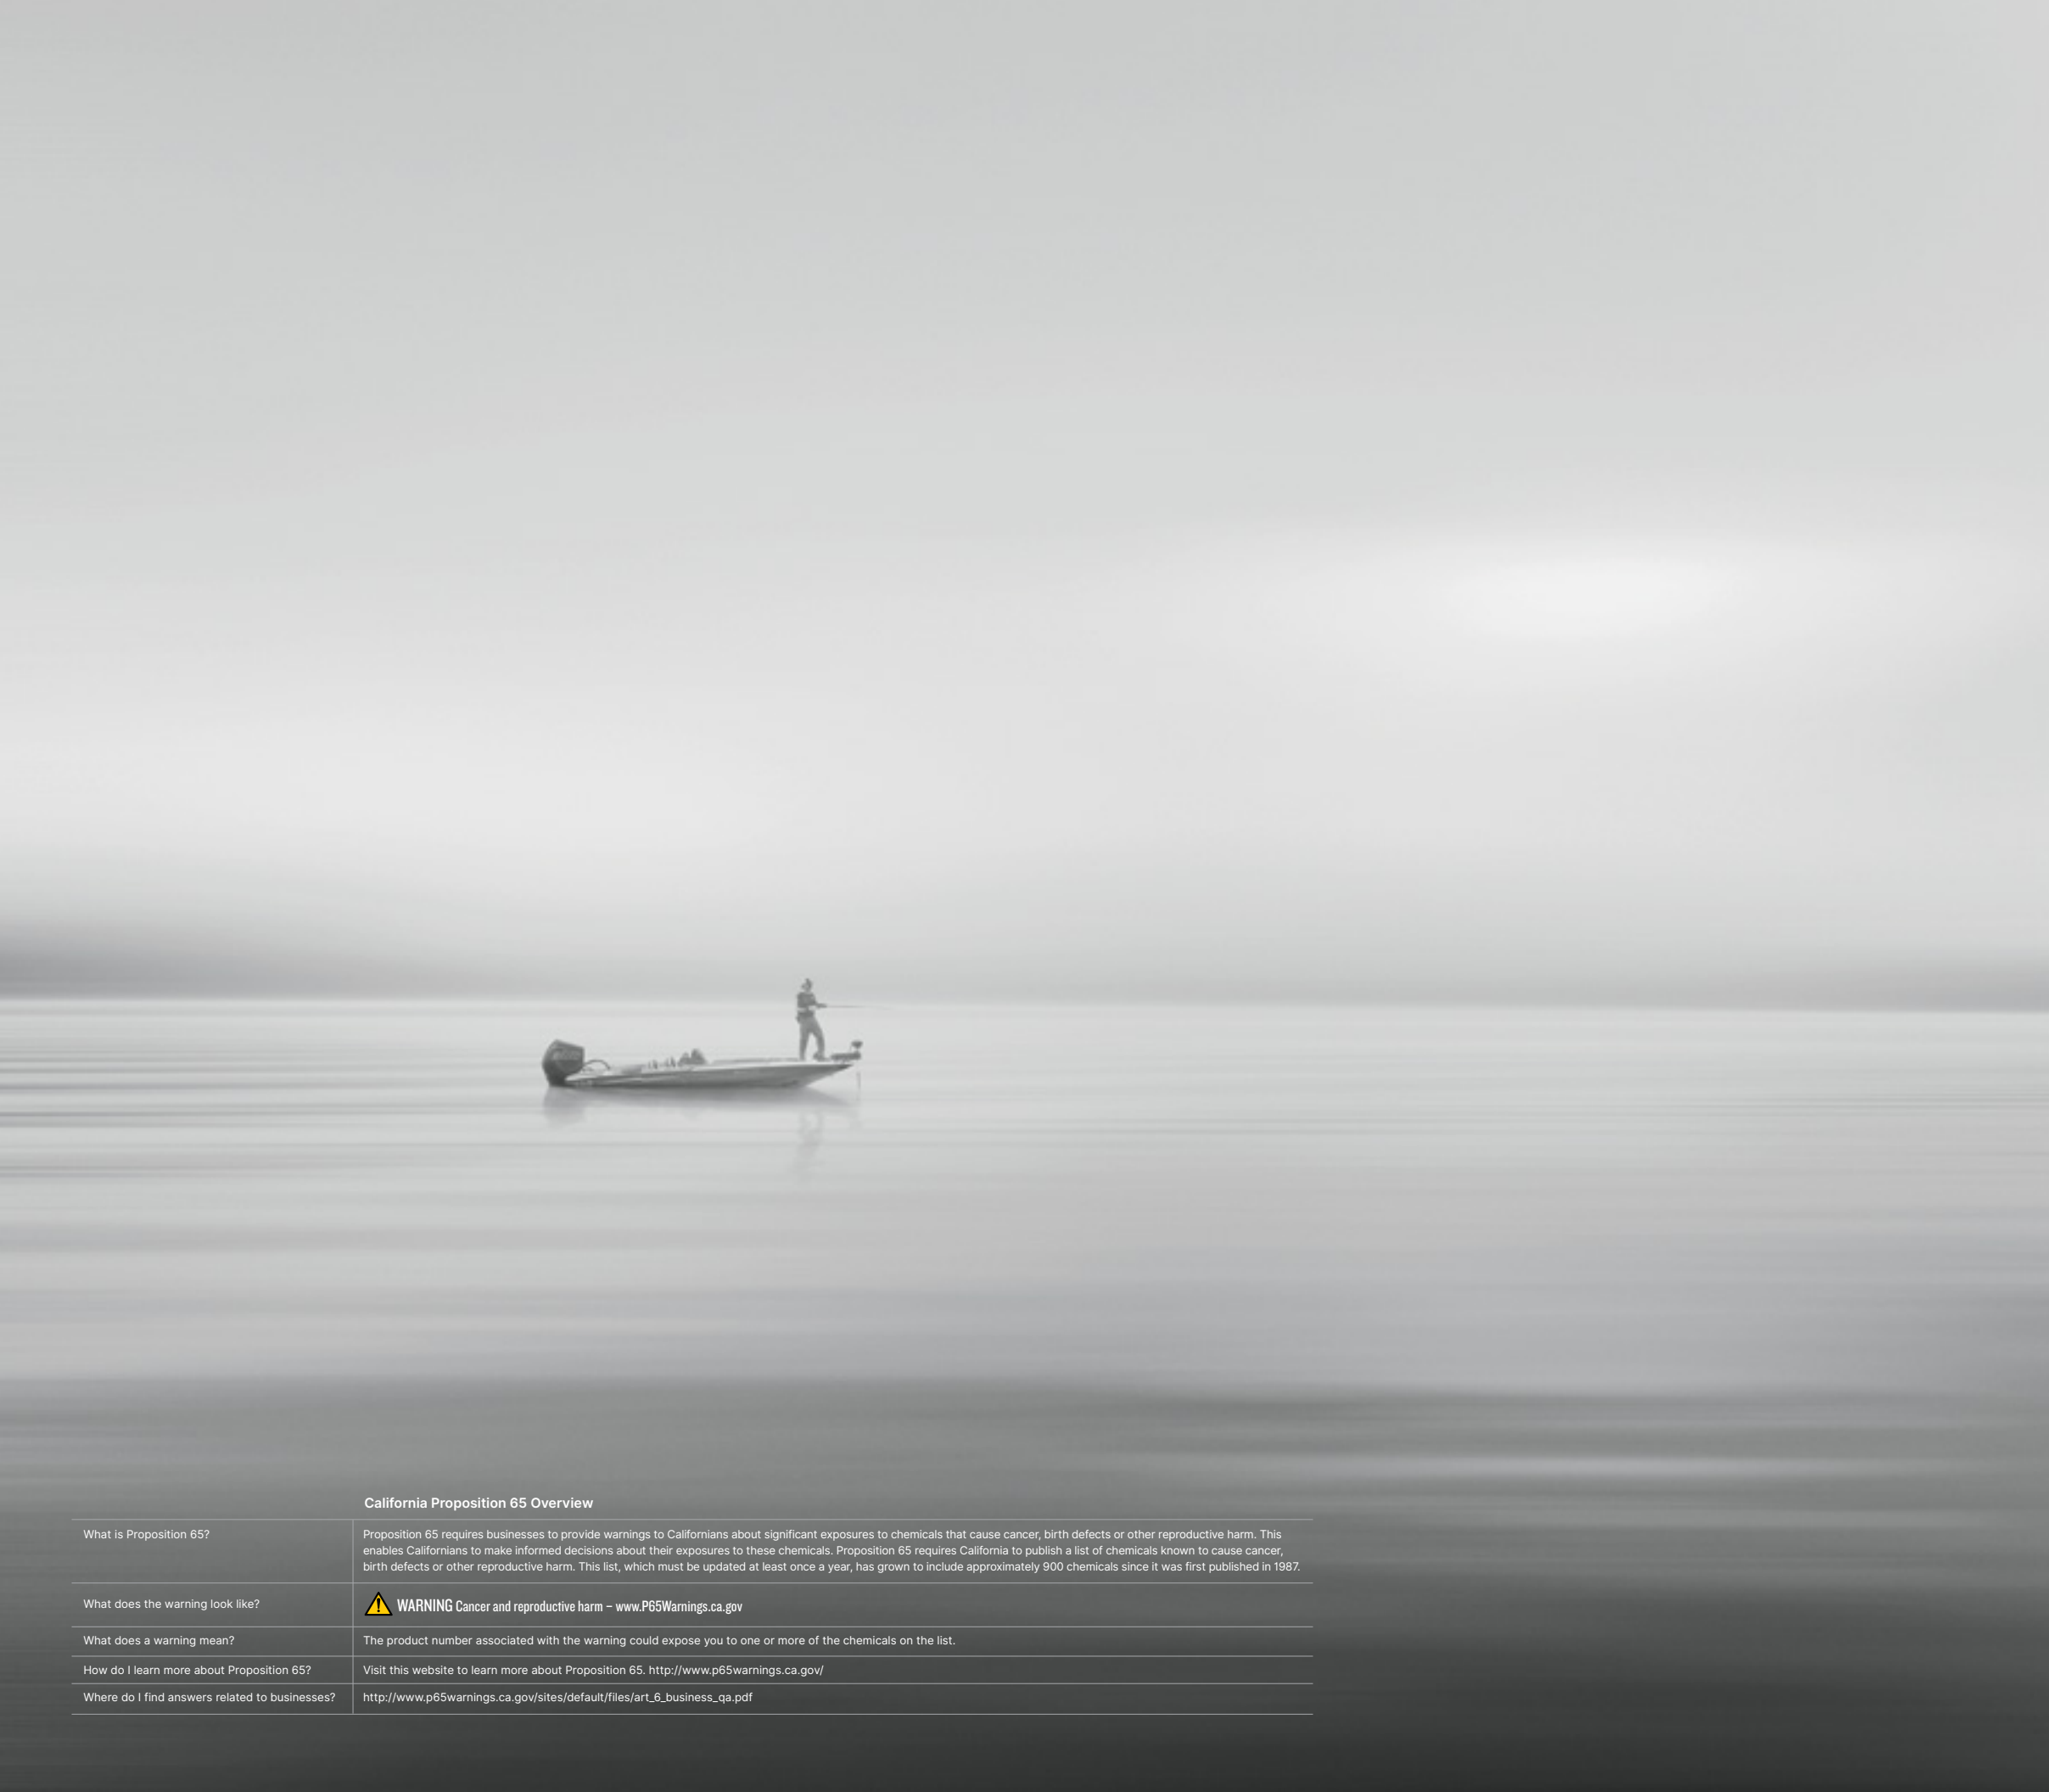 California Proposition 65 Overview
What is Proposition 65?
Proposition 65 requires businesses to provide warnings to Californians about significant exposures to chemicals that cause cancer, birth defects or other reproductive harm. This
enables Californians to make informed decisions about their exposures to these chemicals. Proposition 65 requires California to publish a list of chemicals known to cause cancer,
birth defects or other reproductive harm. This list, which must be updated at least once a year, has grown to include approximately 900 chemicals since it was first published in 1987.
What does the warning look like?
WARNING Cancer and reproductive harm – www.P65Warnings.ca.gov
What does a warning mean?
The product number associated with the warning could expose you to one or more of the chemicals on the list.
How do I learn more about Proposition 65?
Visit this website to learn more about Proposition 65. http://www.p65warnings.ca.gov/
Where do I find answers related to businesses?
http://www.p65warnings.ca.gov/sites/default/files/art_6_business_qa.pdf